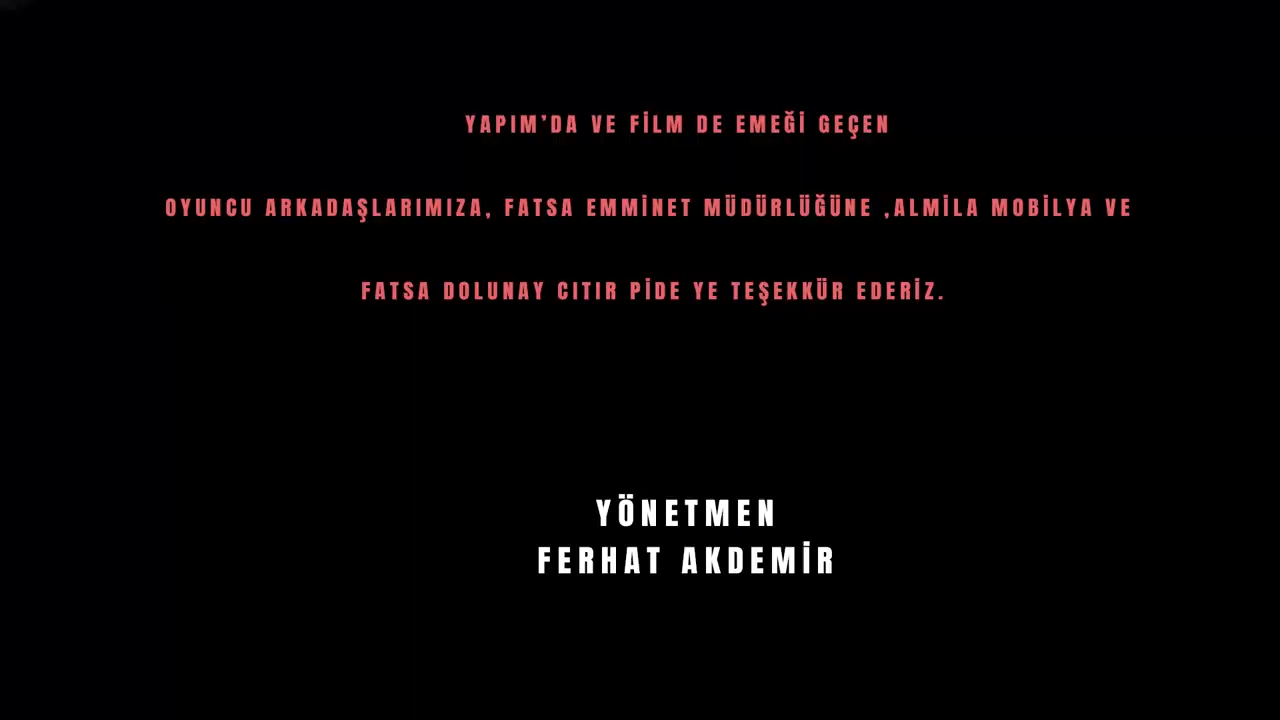 YAPIM'DA VE FİLM DE EMEĞİ GEÇEN
OYUNCU ARKADAŞLARIMIZA, FATSA EMMİNET MÜDÜRLÜĞÜNE ,ALMİLA MOBİLYA VE
FATSA DOLUNAY CITIR PİDE YE TEŞEKKÜR EDERİZ.
YÖNETMEN
FERHAT AKDEMİR